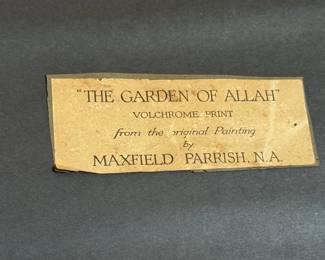 "THE GARDEN OF ALLAH"
VOLCHROME PRINT
from the original Painting
by
MAXFIELD PARRISH, N.A.